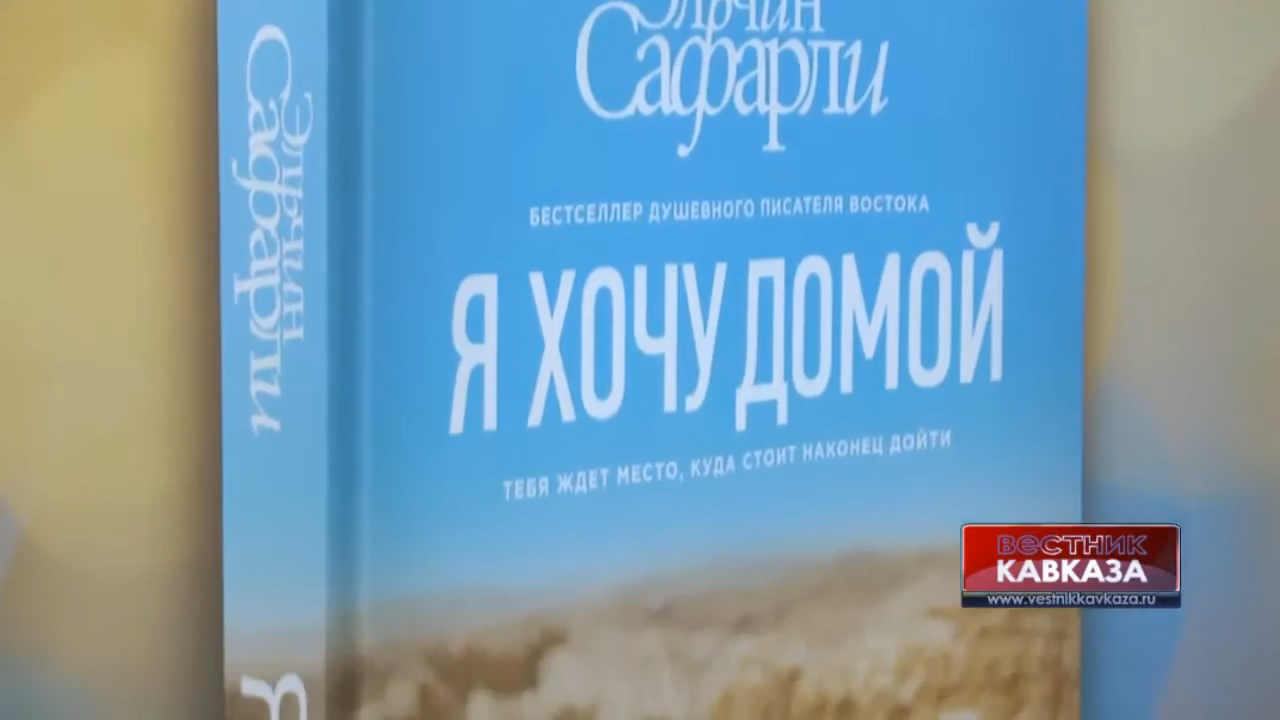 Эльчин
Сафарли
БЕСТСЕЛЛЕР ДУШЕВНОГО ПИСАТЕЛЯ ВОСТОКА
Я ХОЧУ ДОМОЙ
ТЕБЯ ЖДЕТ МЕСТО, КУДА СТОИТ НАКОНЕЦ ДОЙТИ
Эльчин
Сафарли
Я
ВЕСТНИК
КАВКАЗА
www.vestnikkavkaza.ru